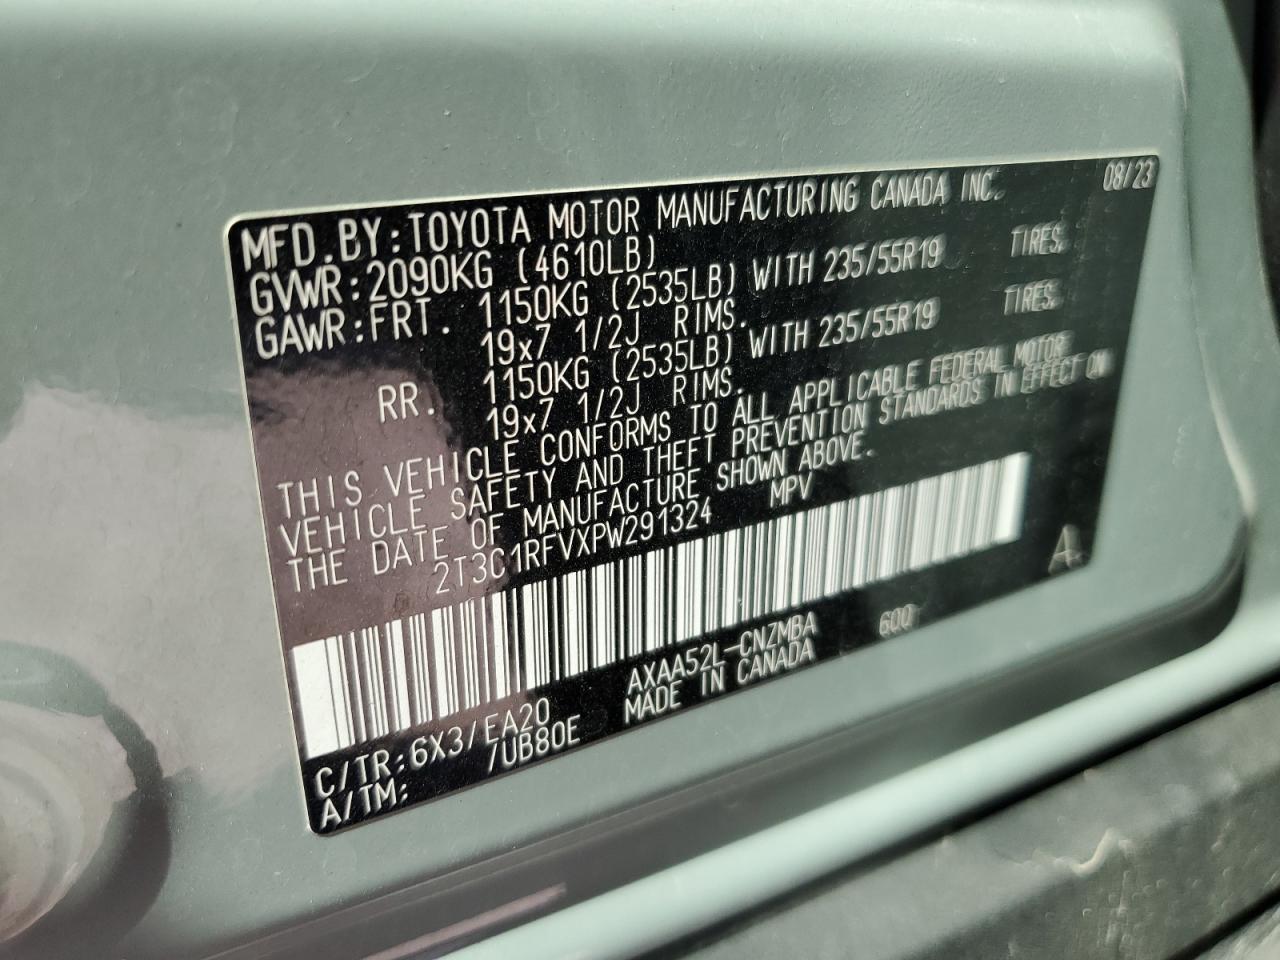 08/23
MFD.BY:TOYOTA MOTOR MANUFACTURING CANADA INC.
GVWR:2090KG (4610LB)
GAWR:FRT. 1150KG (2535LB) WITH 235/55R19 TIRES,
19x7 1/2J RIMS.
RR. 1150KG (2535LB) WITH 235/55R19 TIRES,
19x7 1/2J RIMS.
THIS VEHICLE CONFORMS TO ALL APPLICABLE FEDERAL MOTOR
VEHICLE SAFETY AND THEFT PREVENTION STANDARDS IN EFFECT ON
THE DATE OF MANUFACTURE SHOWN ABOVE.
2T3C1RFVXPW291324 MPV
A
C/TR:6X3/EA20 AXAA52L-CNZMBA 600
A/TM: /UB80E MADE IN CANADA